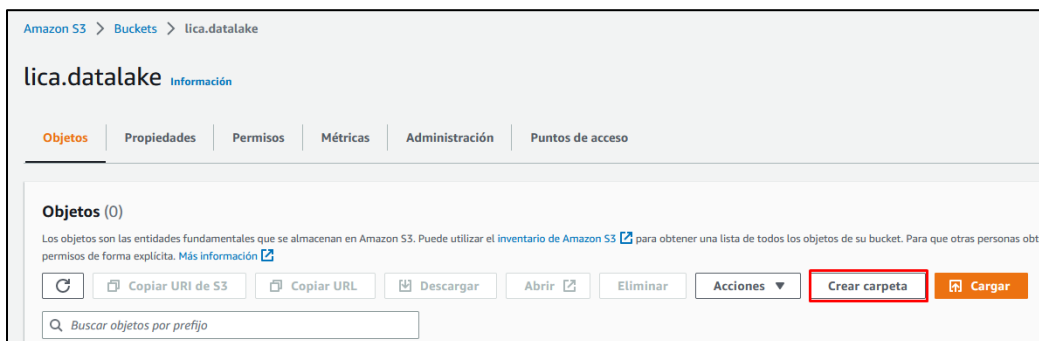 Amazon S3 > Buckets > lica.datalake
lica.datalake Información
Objetos Propiedades Permisos Métricas Administración Puntos de acceso
Objetos (0)
Los objetos son las entidades fundamentales que se almacenan en Amazon S3. Puede utilizar el inventario de Amazon S3 para obtener una lista de todos los objetos de su bucket. Para que otras personas obt
permisos de forma explícita. Más información
Copiar URI de S3 Copiar URL Descargar Abrir Eliminar Acciones ▼ Crear carpeta Cargar
Buscar objetos por prefijo